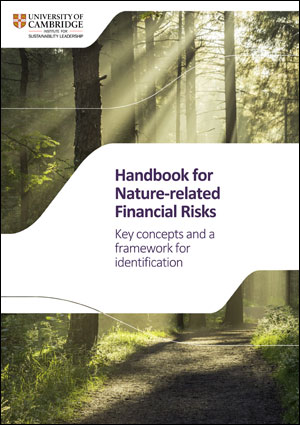 UNIVERSITY OF
CAMBRIDGE
INSTITUTE FOR
SUSTAINABILITY LEADERSHIP
Handbook for
Nature-related
Financial Risks
Key concepts and a
framework for
identification